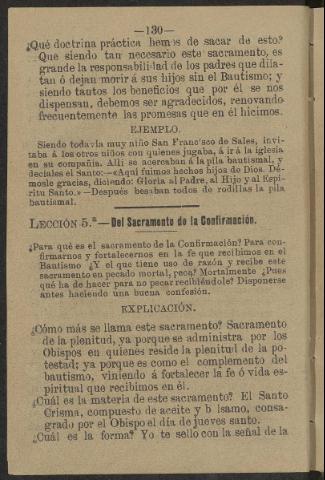 —130—
¿Qué doctrina práctica hemos de sacar de esto?
Que siendo tan necesario este sacramento, es
grande la responsabilidad de los padres que dila-
tan ó dejan morir á sus hijos sin el Bautismo; y
siendo tantos los beneficios que por él se nos
dispensan, debemos ser agradecidos, renovando
frecuentemente las promesas que en él hicimos.
EJEMPLO.
Siendo todavía muy niño San Francisco de Sales, invi-
taba á los otros niños con quienes jugaba, á ir á la iglesia
en su compañía. Allí se acercaban á la pila bautismal, y
decíales el Santo:—«Aquí fuimos hechos hijos de Dios. Dé-
mosle gracias, diciendo: Gloria al Padre, al Hijo y al Espí-
ritu Santo.»—Después besaban todos de rodillas la pila
bautismal.
LECCIÓN 5.ª—Del Sacramento de la Confirmación.
¿Para qué es el sacramento de la Confirmación? Para con-
firmarnos y fortalecernos en la fe que recibimos en el
Bautismo ¿Y el que tiene uso de razón y recibe este
sacramento en pecado mortal, peca? Mortalmente ¿Pues
qué ha de hacer para no pecar recibiéndole? Disponerse
antes haciendo una buena confesión.
EXPLICACIÓN.
¿Cómo más se llama este sacramento? Sacramento
de la plenitud, ya porque se administra por los
Obispos en quienes reside la plenitud de la po-
testad; ya porque es como el complemento del
bautismo, viniendo á fortalecer la fe ó vida es-
piritual que recibimos en él.
¿Cuál es la materia de este sacramento? El Santo
Crisma, compuesto de aceite y b lsamo, consa-
grado por el Obispo el día de jueves santo.
¿Cuál es la forma? Yo te sello con la señal de la